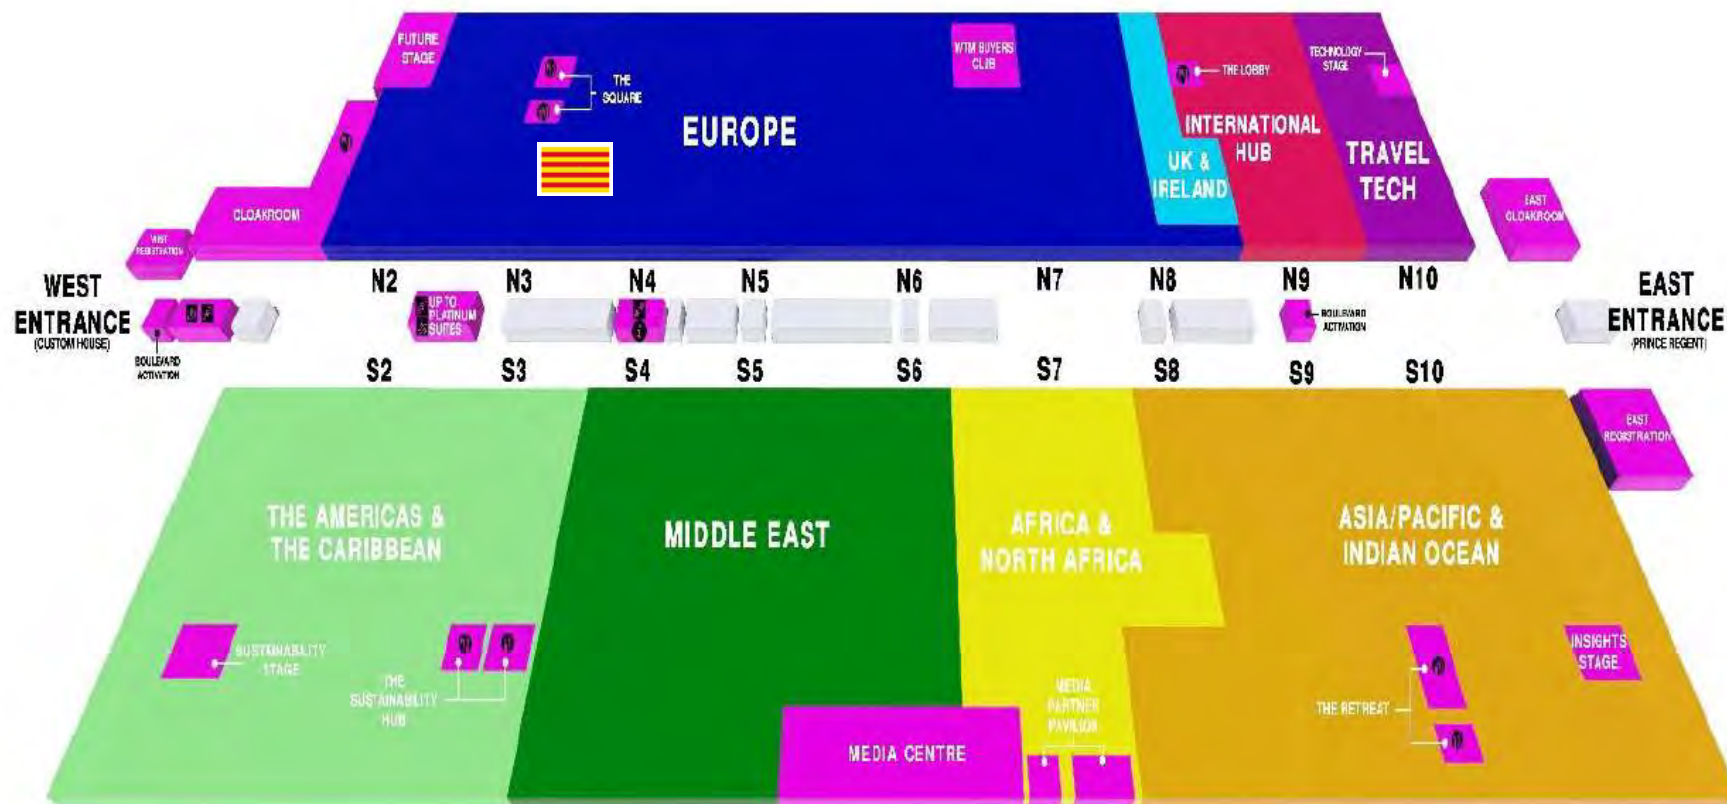 FUTURE
STAGE
THE
SQUARE
WTM BUYERS
CLUB
THE LOBBY
TECHNOLOGY
STAGE
EUROPE
INTERNATIONAL
HUB
UK &
IRELAND
TRAVEL
TECH
CLOAKROOM
WEST
REGISTRATION
EAST
CLOAKROOM
WEST
ENTRANCE
(CUSTOM HOUSE)
N2
N3
N4
N5
N6
N7
N8
N9
N10
EAST
ENTRANCE
(PRINCE REGENT)
UP TO
PLATINUM
SUITES
BOULEVARD
ACTIVATION
BOULEVARD
ACTIVATION
S2
S3
S4
S5
S6
S7
S8
S9
S10
EAST
REGISTRATION
THE AMERICAS &
THE CARIBBEAN
MIDDLE EAST
AFRICA &
NORTH AFRICA
ASIA/PACIFIC &
INDIAN OCEAN
SUSTAINABILITY
STAGE
THE
SUSTAINABILITY
HUB
MEDIA CENTRE
MEDIA
PARTNER
PAVILION
THE RETREAT
INSIGHTS
STAGE